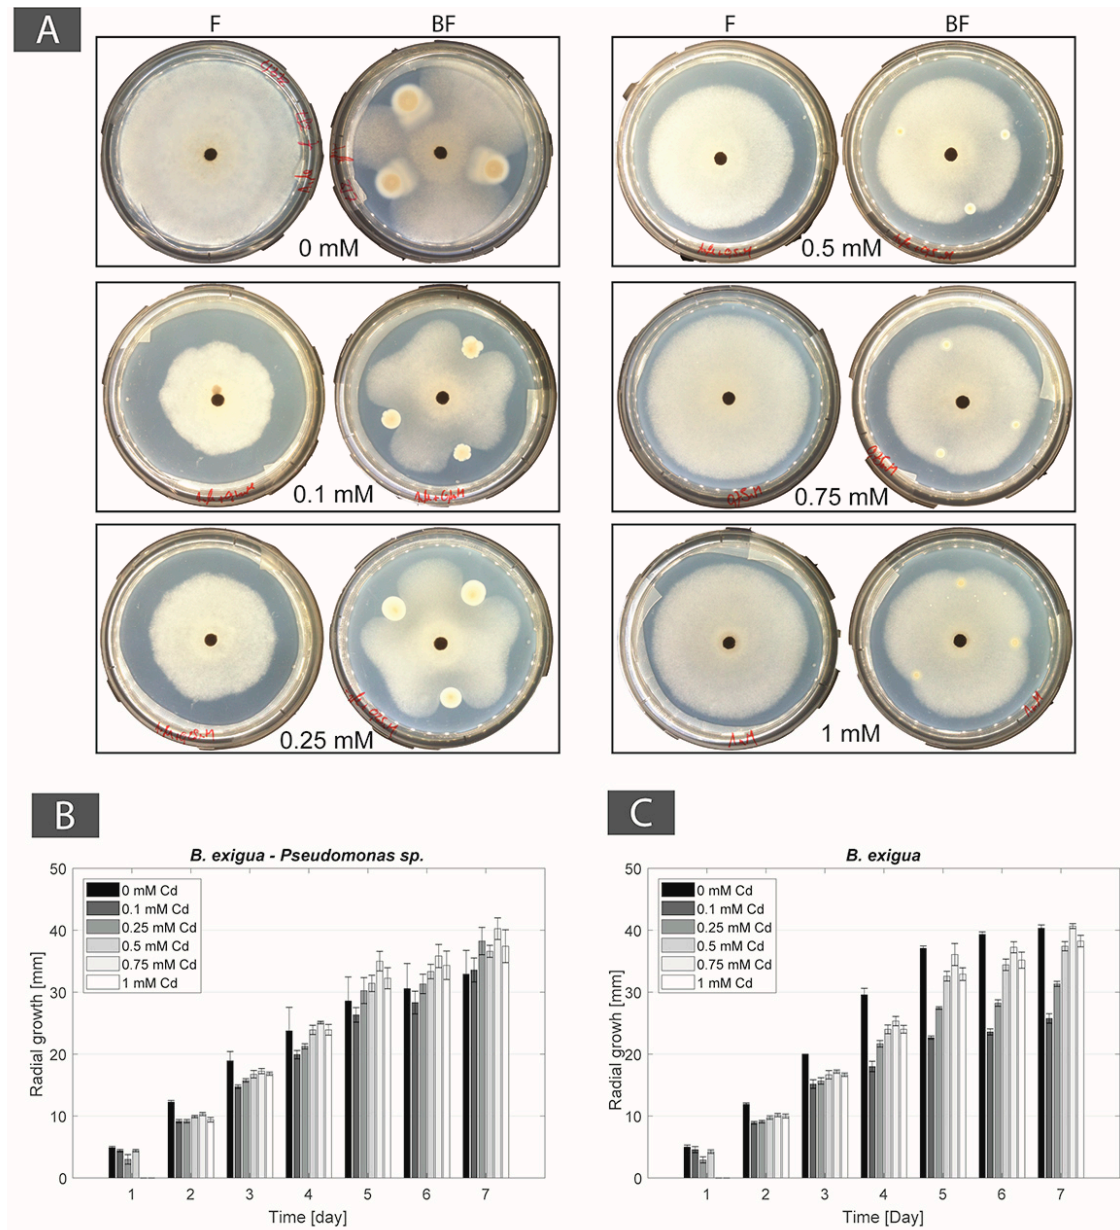 A
F
BF
F
BF
0 mM
0.5 mM
0.1 mM
0.75 mM
0.25 mM
1 mM
B
B. exigua - Pseudomonas sp.
50
40
30
20
10
0
Radial growth [mm]
0 mM Cd
0.1 mM Cd
0.25 mM Cd
0.5 mM Cd
0.75 mM Cd
1 mM Cd
1 2 3 4 5 6 7
Time [day]
C
B. exigua
50
40
30
20
10
0
Radial growh [mm]
0 mM Cd
0.1 mM Cd
0.25 mM Cd
0.5 mM Cd
0.75 mM Cd
1 mM Cd
1 2 3 4 5 6 7
Time [Day]